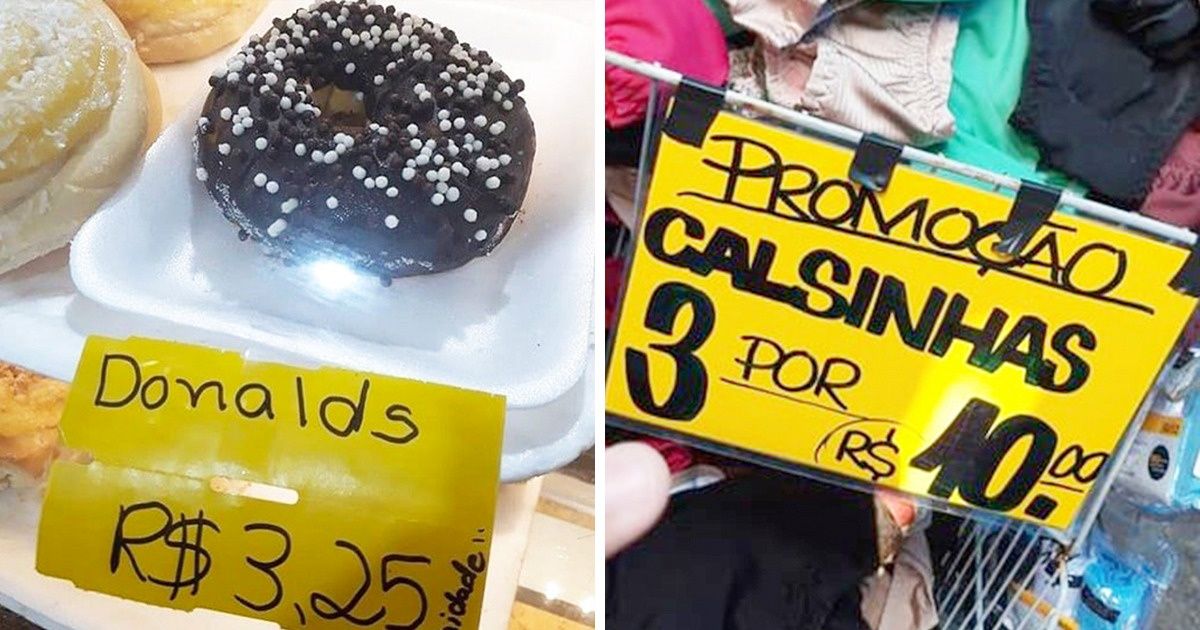 Donalds
R$ 3,25
PROMOÇÃO
CALSINHAS
3 POR
R$ 10,00